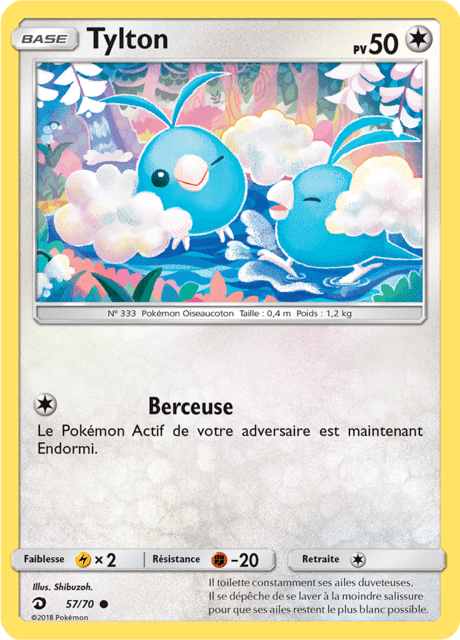 BASE Tylton PV 50
N° 333 Pokémon Oiseaucoton Taille : 0,4 m Poids : 1,2 kg
Berceuse
Le Pokémon Actif de votre adversaire est maintenant
Endormi.
Faiblesse × 2 Résistance -20 Retraite
Illus. Shibuzoh.
57/70
©2018 Pokémon
Il toilette constamment ses ailes duveteuses.
Il se dépêche de se laver à la moindre salissure
pour que ses ailes restent le plus blanc possible.